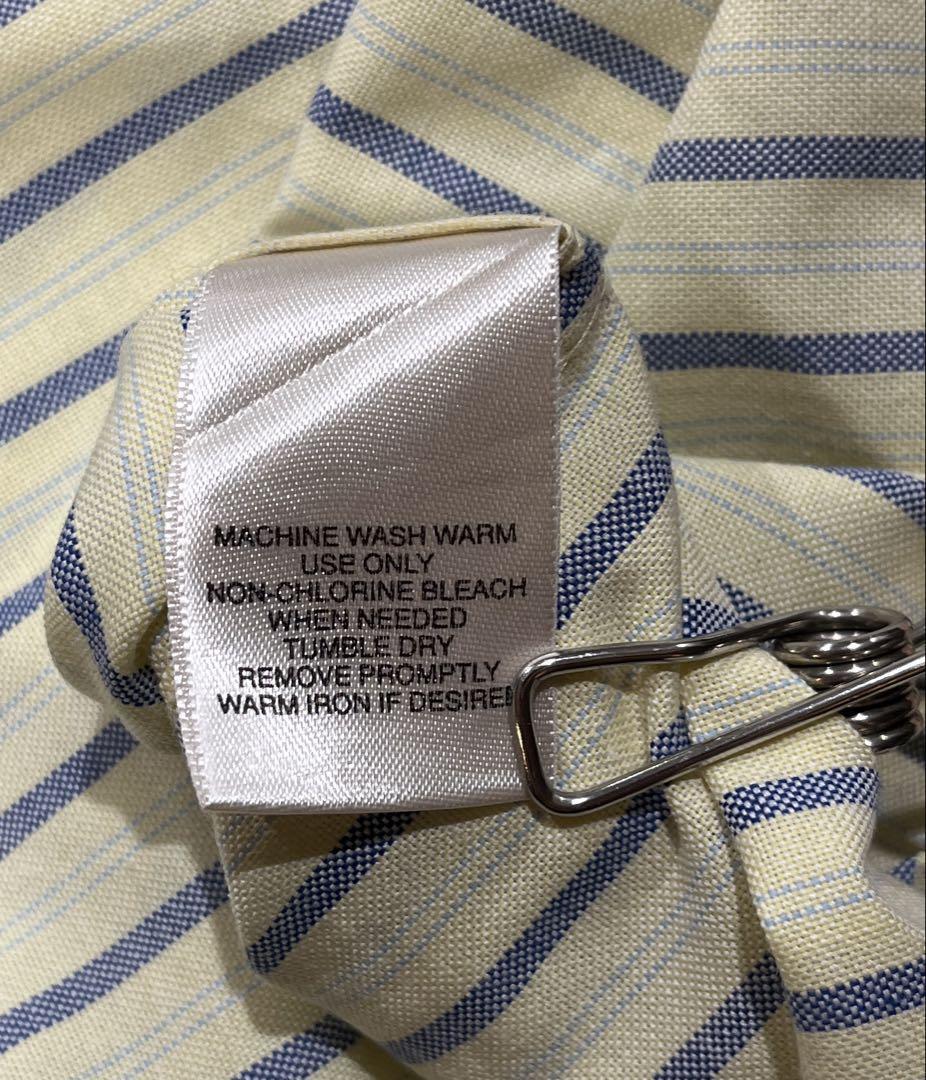 MACHINE WASH WARM
USE ONLY
NON-CHLORINE BLEACH
WHEN NEEDED
TUMBLE DRY
REMOVE PROMPTLY
WARM IRON IF DESIRED